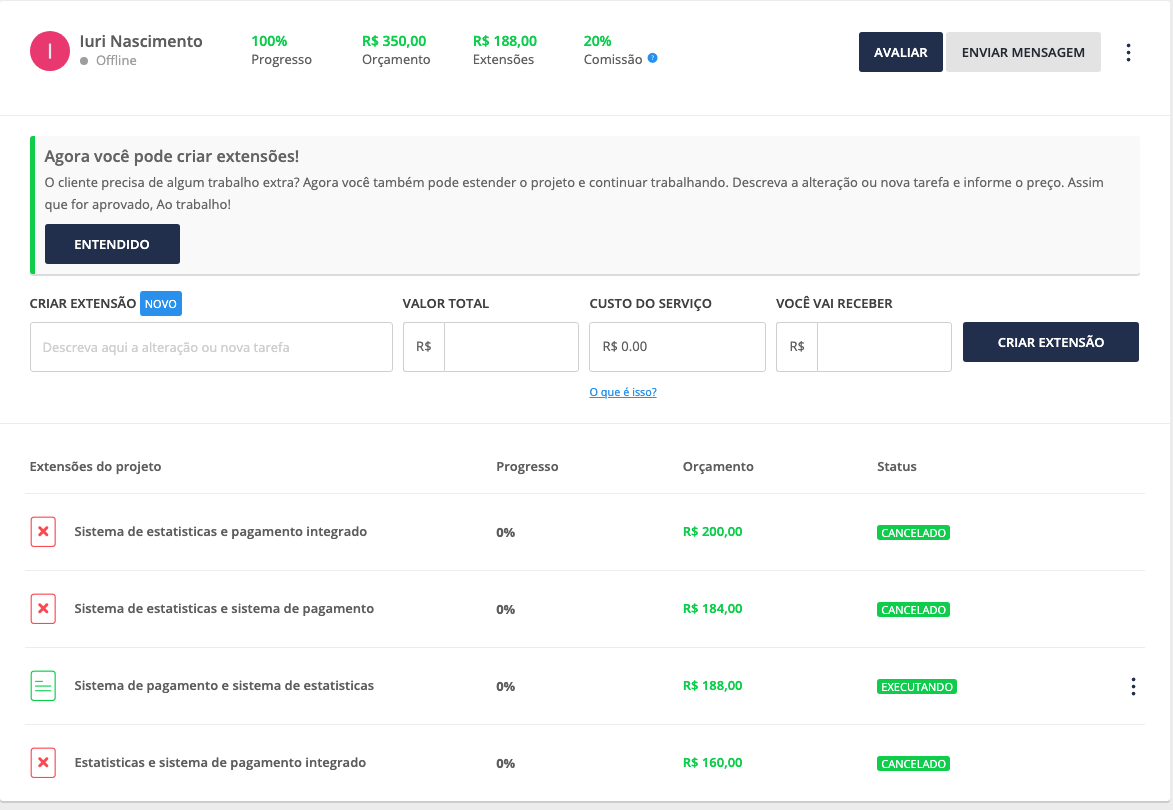 I
Iuri Nascimento
Offline
100%
Progresso
R$ 350,00
Orçamento
R$ 188,00
Extensões
20%
Comissão ?
AVALIAR
ENVIAR MENSAGEM
Agora você pode criar extensões!
O cliente precisa de algum trabalho extra? Agora você também pode estender o projeto e continuar trabalhando. Descreva a alteração ou nova tarefa e informe o preço. Assim
que for aprovado, Ao trabalho!
ENTENDIDO
CRIAR EXTENSÃO NOVO
Descreva aqui a alteração ou nova tarefa
VALOR TOTAL
R$
CUSTO DO SERVIÇO
R$ 0.00
O que é isso?
VOCÊ VAI RECEBER
R$
CRIAR EXTENSÃO
Extensões do projeto Progresso Orçamento Status
Sistema de estatisticas e pagamento integrado 0% R$ 200,00 CANCELADO
Sistema de estatisticas e sistema de pagamento 0% R$ 184,00 CANCELADO
Sistema de pagamento e sistema de estatisticas 0% R$ 188,00 EXECUTANDO
Estatisticas e sistema de pagamento integrado 0% R$ 160,00 CANCELADO